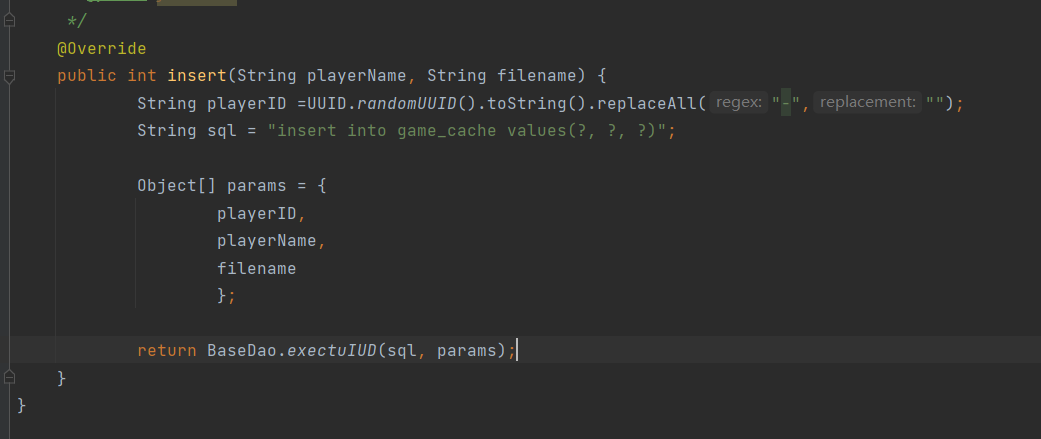 */
@Override
public int insert(String playerName, String filename) {
String playerID =UUID.randomUUID().toString().replaceAll( regex: "-", replacement: "");
String sql = "insert into game_cache values(?, ?, ?)";
Object[] params = {
playerID,
playerName,
filename
};
return BaseDao.exectuIUD(sql, params);
}
}